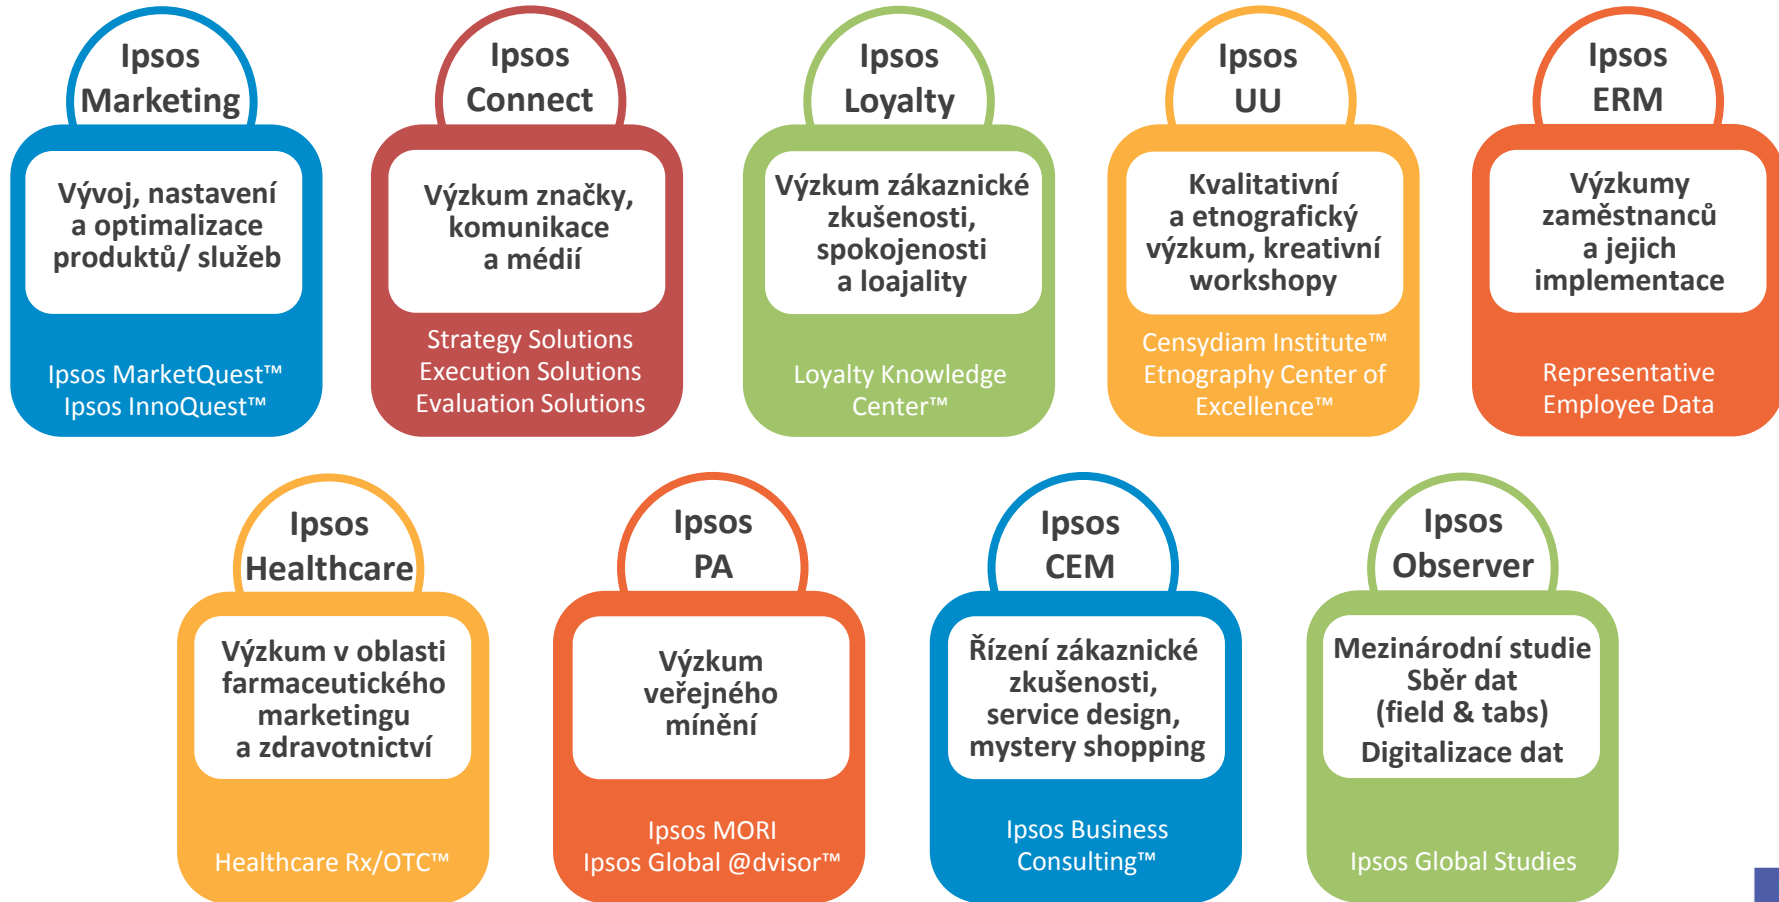 Ipsos
Marketing
Vývoj, nastavení
a optimalizace
produktů/ služeb
Ipsos MarketQuest™
Ipsos InnoQuest™
Ipsos
Connect
Výzkum značky,
komunikace
a médií
Strategy Solutions
Execution Solutions
Evaluation Solutions
Ipsos
Loyalty
Výzkum zákaznické
zkušenosti,
spokojenosti
a loajality
Loyalty Knowledge
Center™
Ipsos
UU
Kvalitativní
a etnografický
výzkum, kreativní
workshopy
Censydiam Institute™
Etnography Center of
Excellence™
Ipsos
ERM
Výzkumy
zaměstnanců
a jejich
implementace
Representative
Employee Data
Ipsos
Healthcare
Výzkum v oblasti
farmaceutického
marketingu
a zdravotnictví
Healthcare Rx/OTC™
Ipsos
PA
Výzkum
veřejného
mínění
Ipsos MORI
Ipsos Global @dvisor™
Ipsos
CEM
Řízení zákaznické
zkušenosti,
service design,
mystery shopping
Ipsos Business
Consulting™
Ipsos
Observer
Mezinárodní studie
Sběr dat
(field & tabs)
Digitalizace dat
Ipsos Global Studies